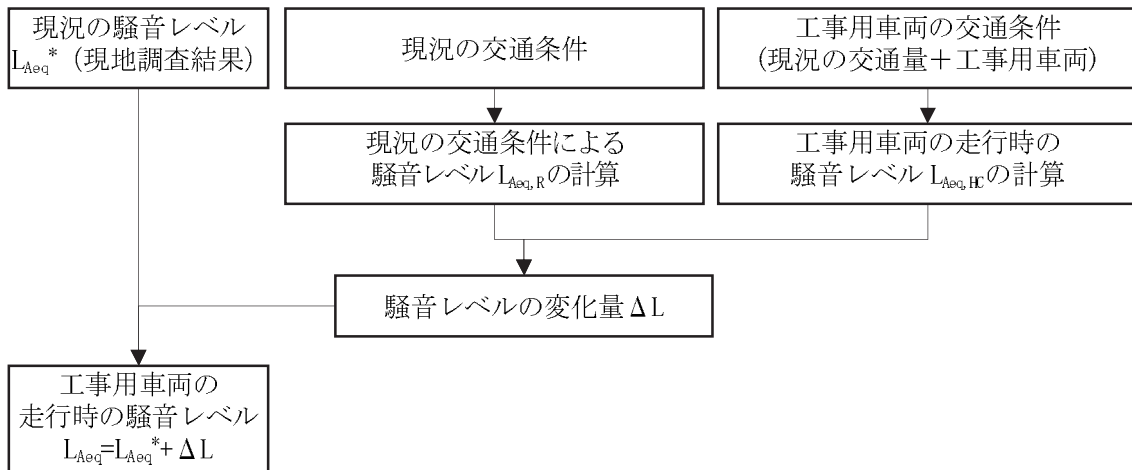 現況の騒音レベル
L_Aeq*（現地調査結果）
現況の交通条件
工事用車両の交通条件
(現況の交通量＋工事用車両)
現況の交通条件による
騒音レベルL_Aeq,Rの計算
工事用車両の走行時の
騒音レベルL_Aeq,HCの計算
騒音レベルの変化量ΔL
工事用車両の
走行時の騒音レベル
L_Aeq=L_Aeq*+ΔL